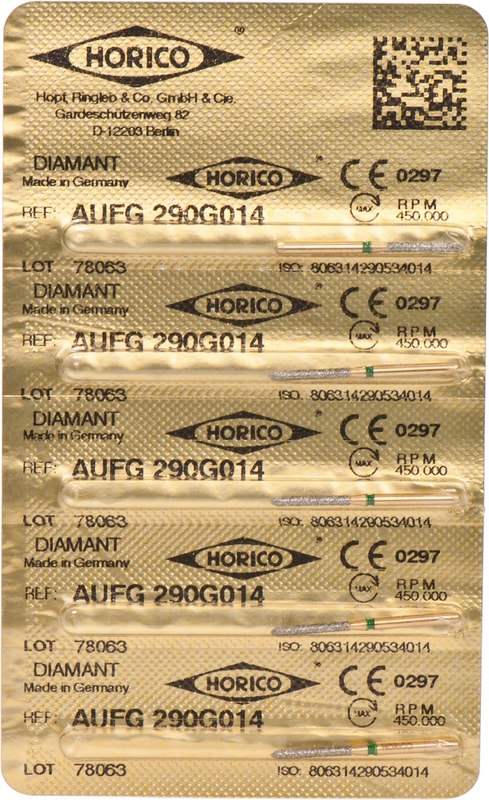 HORICO ®
Hopf, Ringleb & Co. GmbH & Cie.
Gardeschützenweg 82
D-12203 Berlin
DIAMANT HORICO ® CE 0297
Made in Germany
REF: AUFG 290G014 MAX RPM 450.000
LOT 78063 ISO: 806314290534014
DIAMANT HORICO ® CE 0297
Made in Germany
REF: AUFG 290G014 MAX RPM 450.000
LOT 78063 ISO: 806314290534014
DIAMANT HORICO ® CE 0297
Made in Germany
REF: AUFG 290G014 MAX RPM 450.000
LOT 78063 ISO: 806314290534014
DIAMANT HORICO ® CE 0297
Made in Germany
REF: AUFG 290G014 MAX RPM 450.000
LOT 78063 ISO: 806314290534014
DIAMANT HORICO ® CE 0297
Made in Germany
REF: AUFG 290G014 MAX RPM 450.000
LOT 78063 ISO: 806314290534014